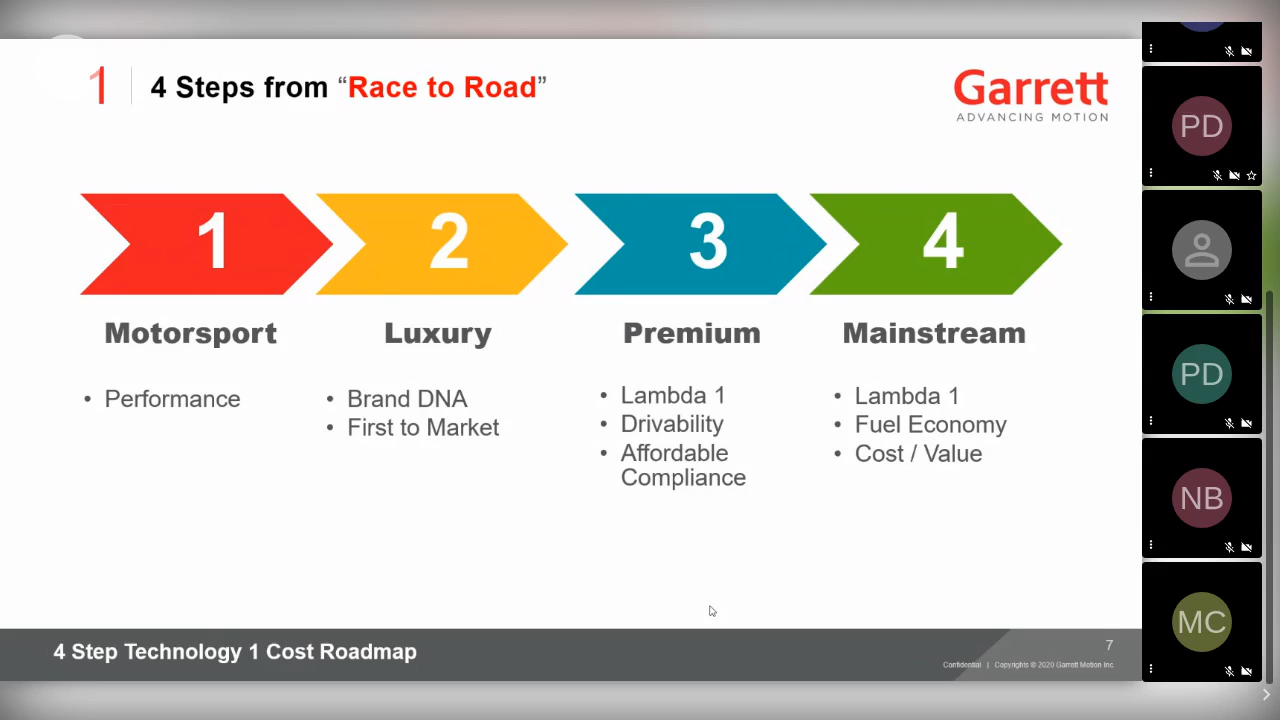 1
4 Steps from “Race to Road”
Garrett
ADVANCING MOTION
1
2
3
4
Motorsport
Luxury
Premium
Mainstream
• Performance
• Brand DNA
• First to Market
• Lambda 1
• Drivability
• Affordable
Compliance
• Lambda 1
• Fuel Economy
• Cost / Value
4 Step Technology 1 Cost Roadmap
7
Confidential | Copyrights © 2020 Garrett Motion Inc
PD
PD
NB
MC